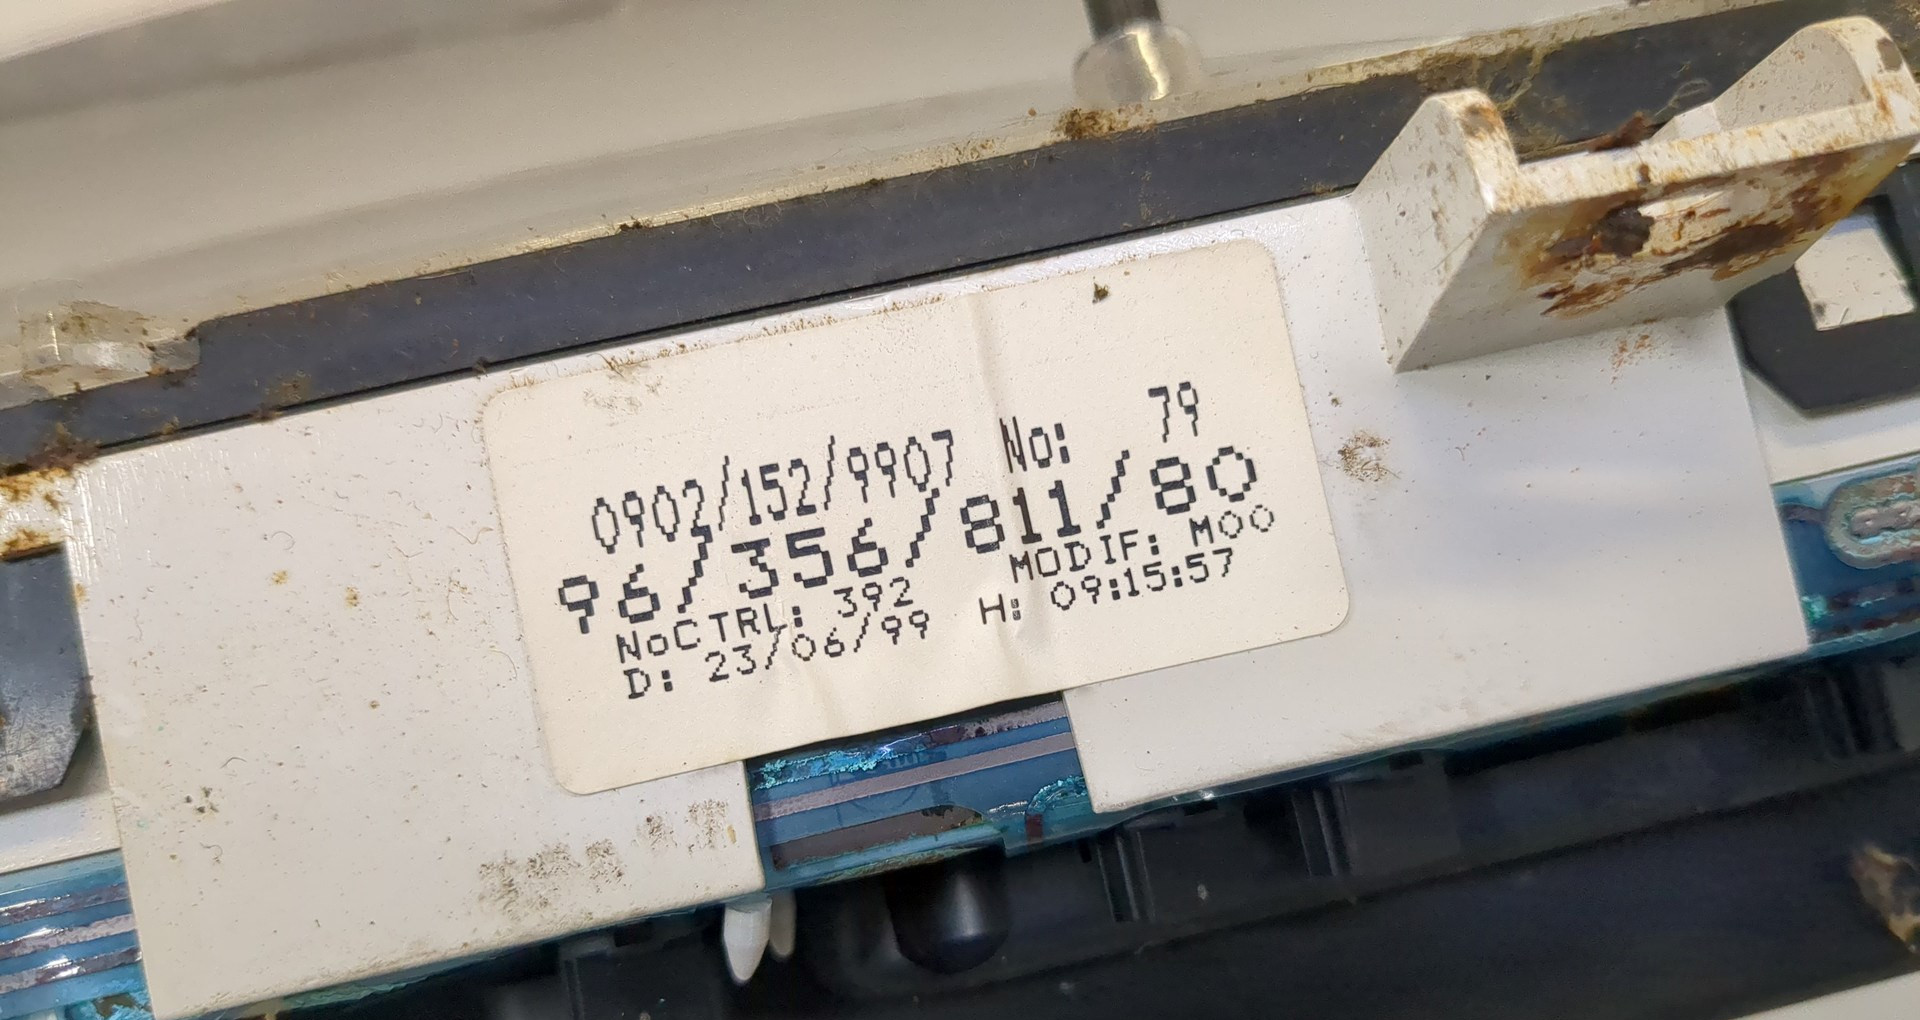 0902/152/9907 No: 79
96/356/811/80
NoCTRL: 392 MODIF: M00
D: 23/06/99 H: 09:15:57